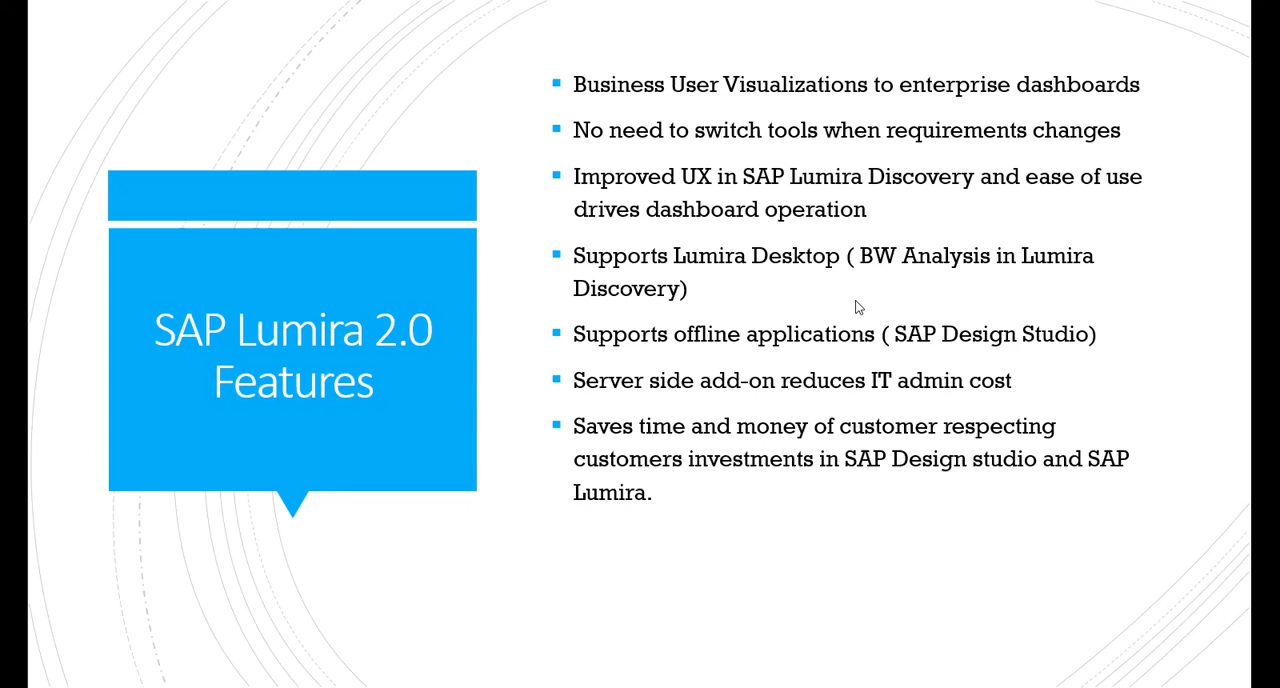 SAP Lumira 2.0
Features
Business User Visualizations to enterprise dashboards
No need to switch tools when requirements changes
Improved UX in SAP Lumira Discovery and ease of use
drives dashboard operation
Supports Lumira Desktop ( BW Analysis in Lumira
Discovery)
Supports offline applications ( SAP Design Studio)
Server side add-on reduces IT admin cost
Saves time and money of customer respecting
customers investments in SAP Design studio and SAP
Lumira.